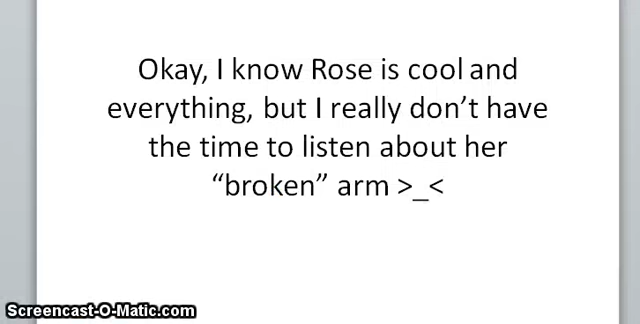 Okay, I know Rose is cool and
everything, but I really don’t have
the time to listen about her
“broken” arm >_<
Screencast-O-Matic.com